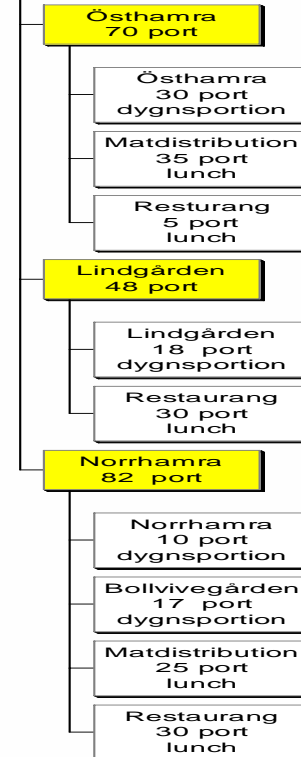 Östhamra
70 port
Östhamra
30 port
dygnsportion
Matdistribution
35 port
lunch
Resturang
5 port
lunch
Lindgården
48 port
Lindgården
18 port
dygnsportion
Restaurang
30 port
lunch
Norrhamra
82 port
Norrhamra
10 port
dygnsportion
Bollvivegården
17 port
dygnsportion
Matdistribution
25 port
lunch
Restaurang
30 port
lunch